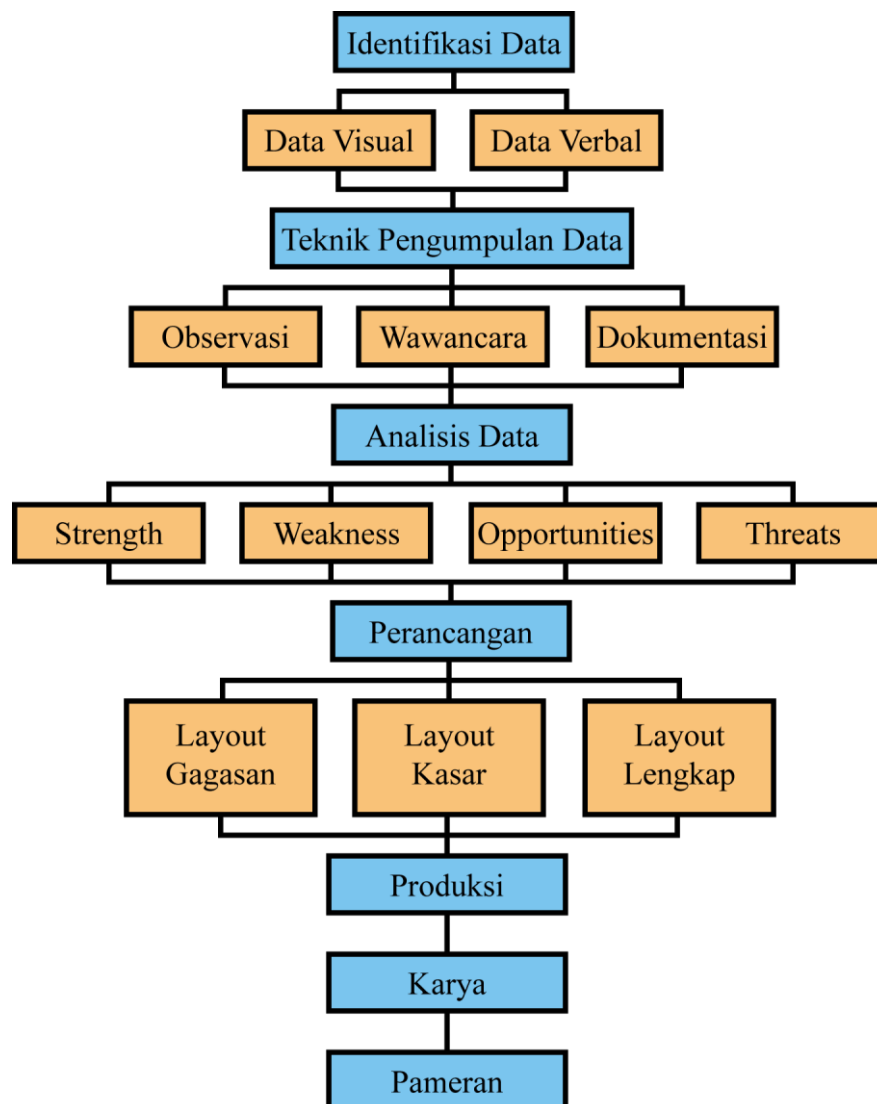 Identifikasi Data
Data Visual
Data Verbal
Teknik Pengumpulan Data
Observasi
Wawancara
Dokumentasi
Analisis Data
Strength
Weakness
Opportunities
Threats
Perancangan
Layout
Gagasan
Layout
Kasar
Layout
Lengkap
Produksi
Karya
Pameran